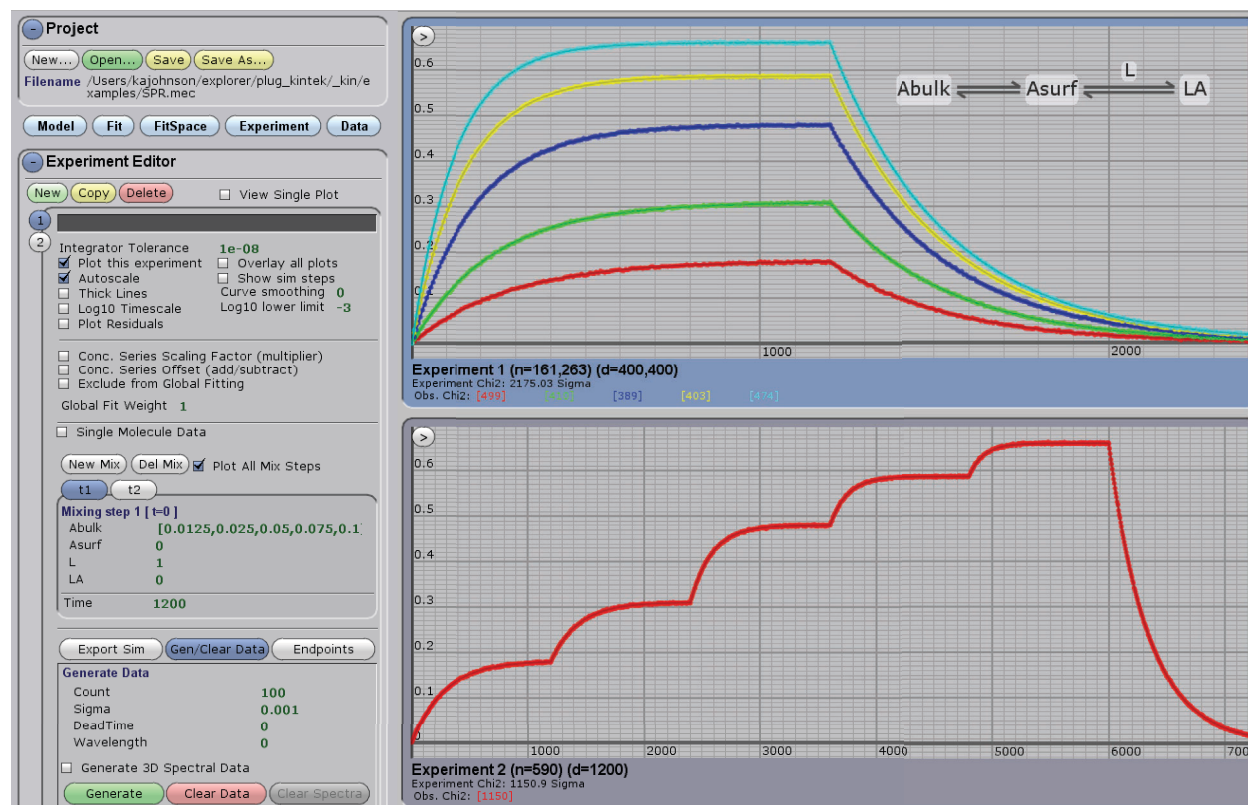 Project
New... Open... Save Save As...
Filename /Users/kajohnson/explorer/plug_kintek/_kin/e
xamples/SPR.mec
Model Fit FitSpace Experiment Data
Experiment Editor
New Copy Delete View Single Plot
1
2
Integrator Tolerance 1e-08
Plot this experiment Overlay all plots
Autoscale Show sim steps
Thick Lines Curve smoothing 0
Log10 Timescale Log10 lower limit -3
Plot Residuals
Conc. Series Scaling Factor (multiplier)
Conc. Series Offset (add/subtract)
Exclude from Global Fitting
Global Fit Weight 1
Single Molecule Data
New Mix Del Mix Plot All Mix Steps
t1 t2
Mixing step 1 [ t=0 ]
Abulk [0.0125,0.025,0.05,0.075,0.1]
Asurf 0
L 1
LA 0
Time 1200
Export Sim Gen/Clear Data Endpoints
Generate Data
Count 100
Sigma 0.001
DeadTime 0
Wavelength 0
Generate 3D Spectral Data
Generate Clear Data Clear Spectra
>
0.6
0.5
0.4
0.3
0.2
0.1
Abulk Asurf L LA
1000 2000
Experiment 1 (n=161,263) (d=400,400)
Experiment Chi2: 2175.03 Sigma
Obs. Chi2: [499] [389] [403] [474]
>
0.6
0.5
0.4
0.3
0.2
0.1
0
1000 2000 3000 4000 5000 6000 700
Experiment 2 (n=590) (d=1200)
Experiment Chi2: 1150.9 Sigma
Obs. Chi2: [1150]